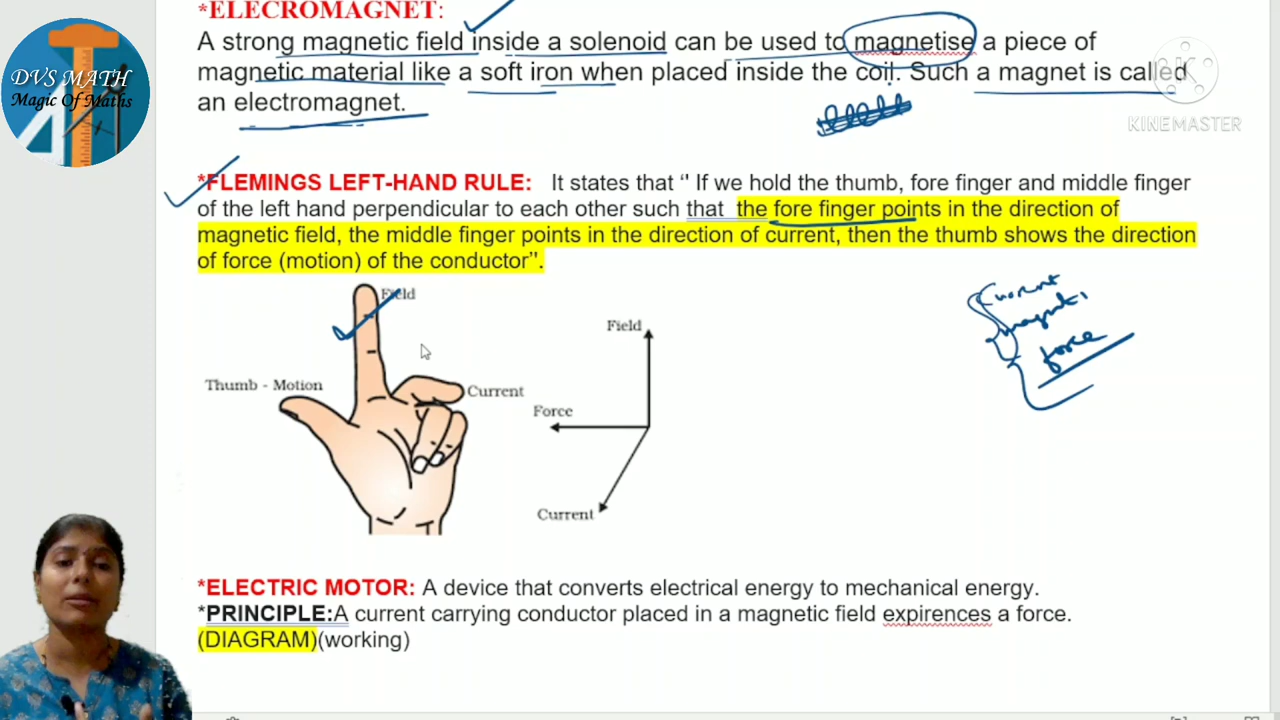 *ELECROMAGNET:
A strong magnetic field inside a solenoid can be used to magnetise a piece of
magnetic material like a soft iron when placed inside the coil. Such a magnet is called
an electromagnet.
DVS MATH
Magic Of Maths
KINEMASTER
*FLEMINGS LEFT-HAND RULE: It states that “ If we hold the thumb, fore finger and middle finger
of the left hand perpendicular to each other such that the fore finger points in the direction of
magnetic field, the middle finger points in the direction of current, then the thumb shows the direction
of force (motion) of the conductor”.
Field
Thumb - Motion
Current
Field
Force
Current
current
force
*ELECTRIC MOTOR: A device that converts electrical energy to mechanical energy.
*PRINCIPLE:A current carrying conductor placed in a magnetic field expirences a force.
(DIAGRAM)(working)